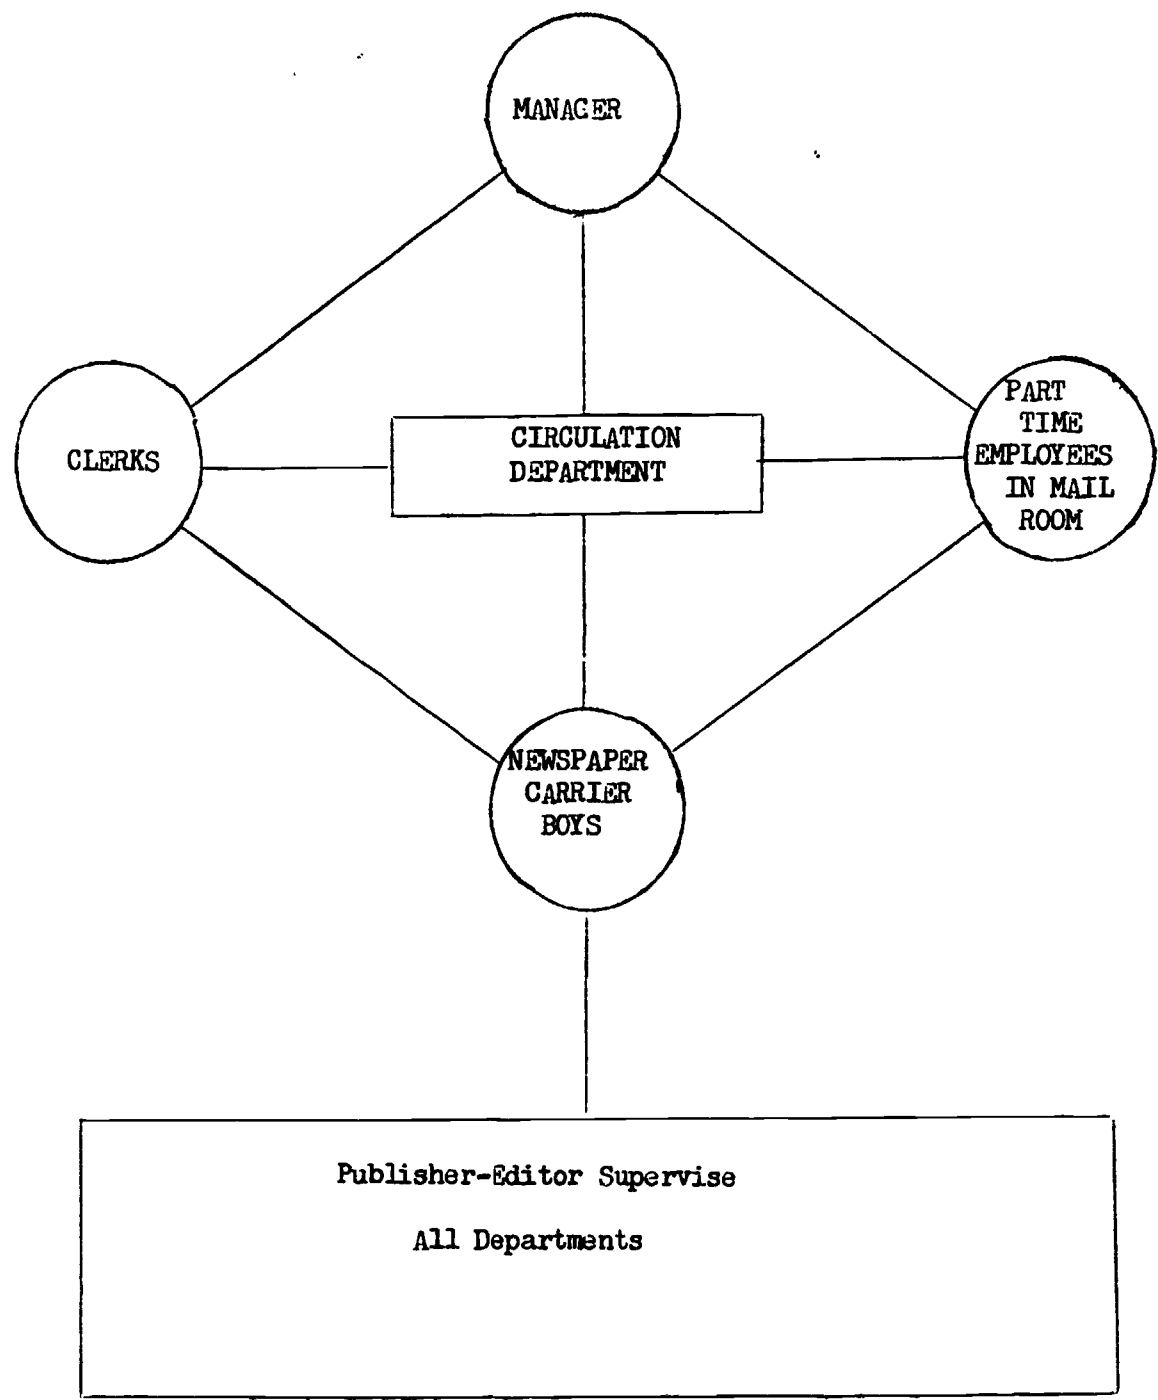 MANAGER
CIRCULATION
DEPARTMENT
CLERKS
PART
TIME
EMPLOYEES
IN MAIL
ROOM
NEWSPAPER
CARRIER
BOYS
Publisher-Editor Supervise
All Departments